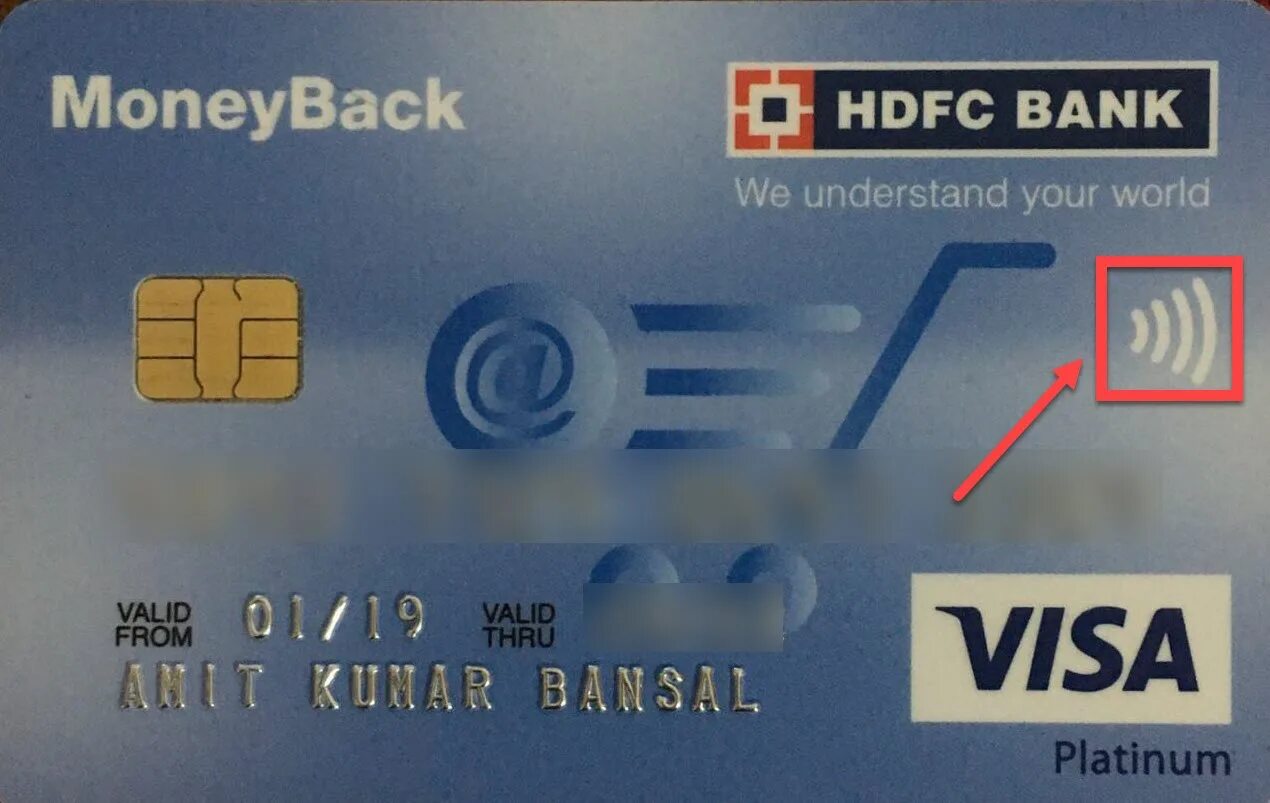 MoneyBack
HDFC BANK
We understand your world
@
VALID FROM 01/19 VALID THRU
AMIT KUMAR BANSAL
VISA
Platinum